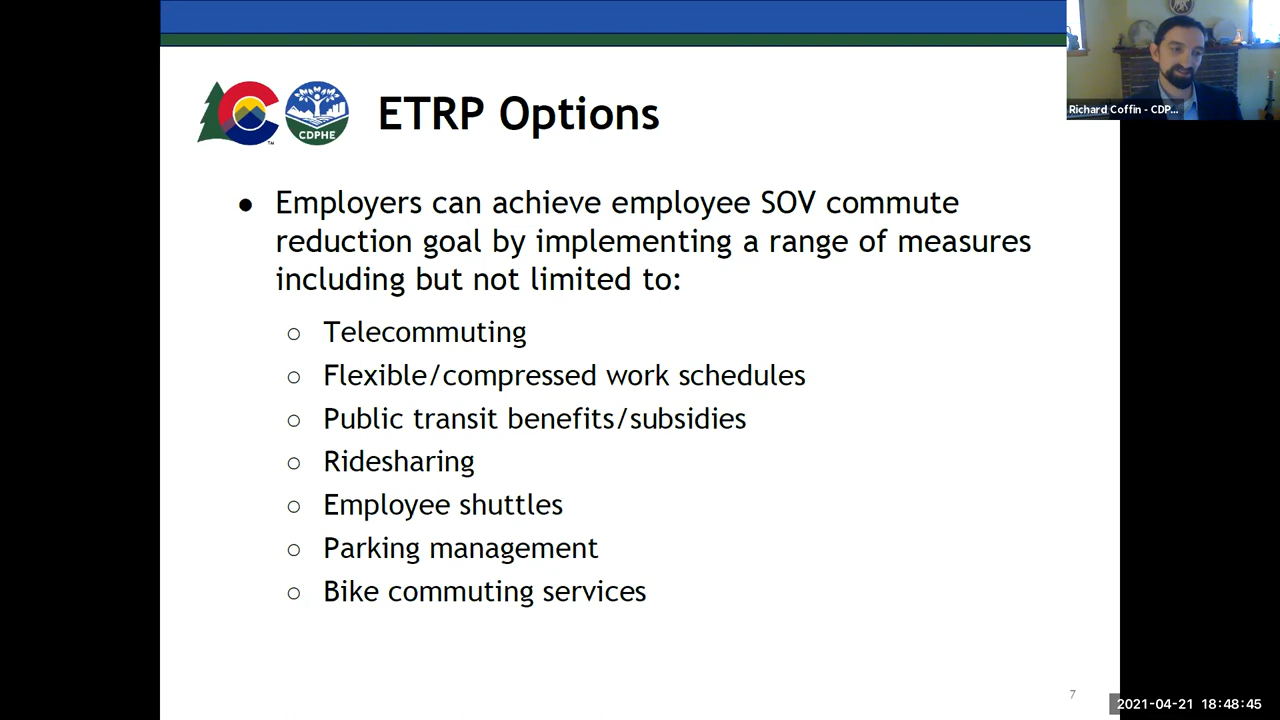 CDPHE
ETRP Options
Richard Coffin - CDP...
● Employers can achieve employee SOV commute
reduction goal by implementing a range of measures
including but not limited to:
○ Telecommuting
○ Flexible/compressed work schedules
○ Public transit benefits/subsidies
○ Ridesharing
○ Employee shuttles
○ Parking management
○ Bike commuting services
7
2021-04-21 18:48:45